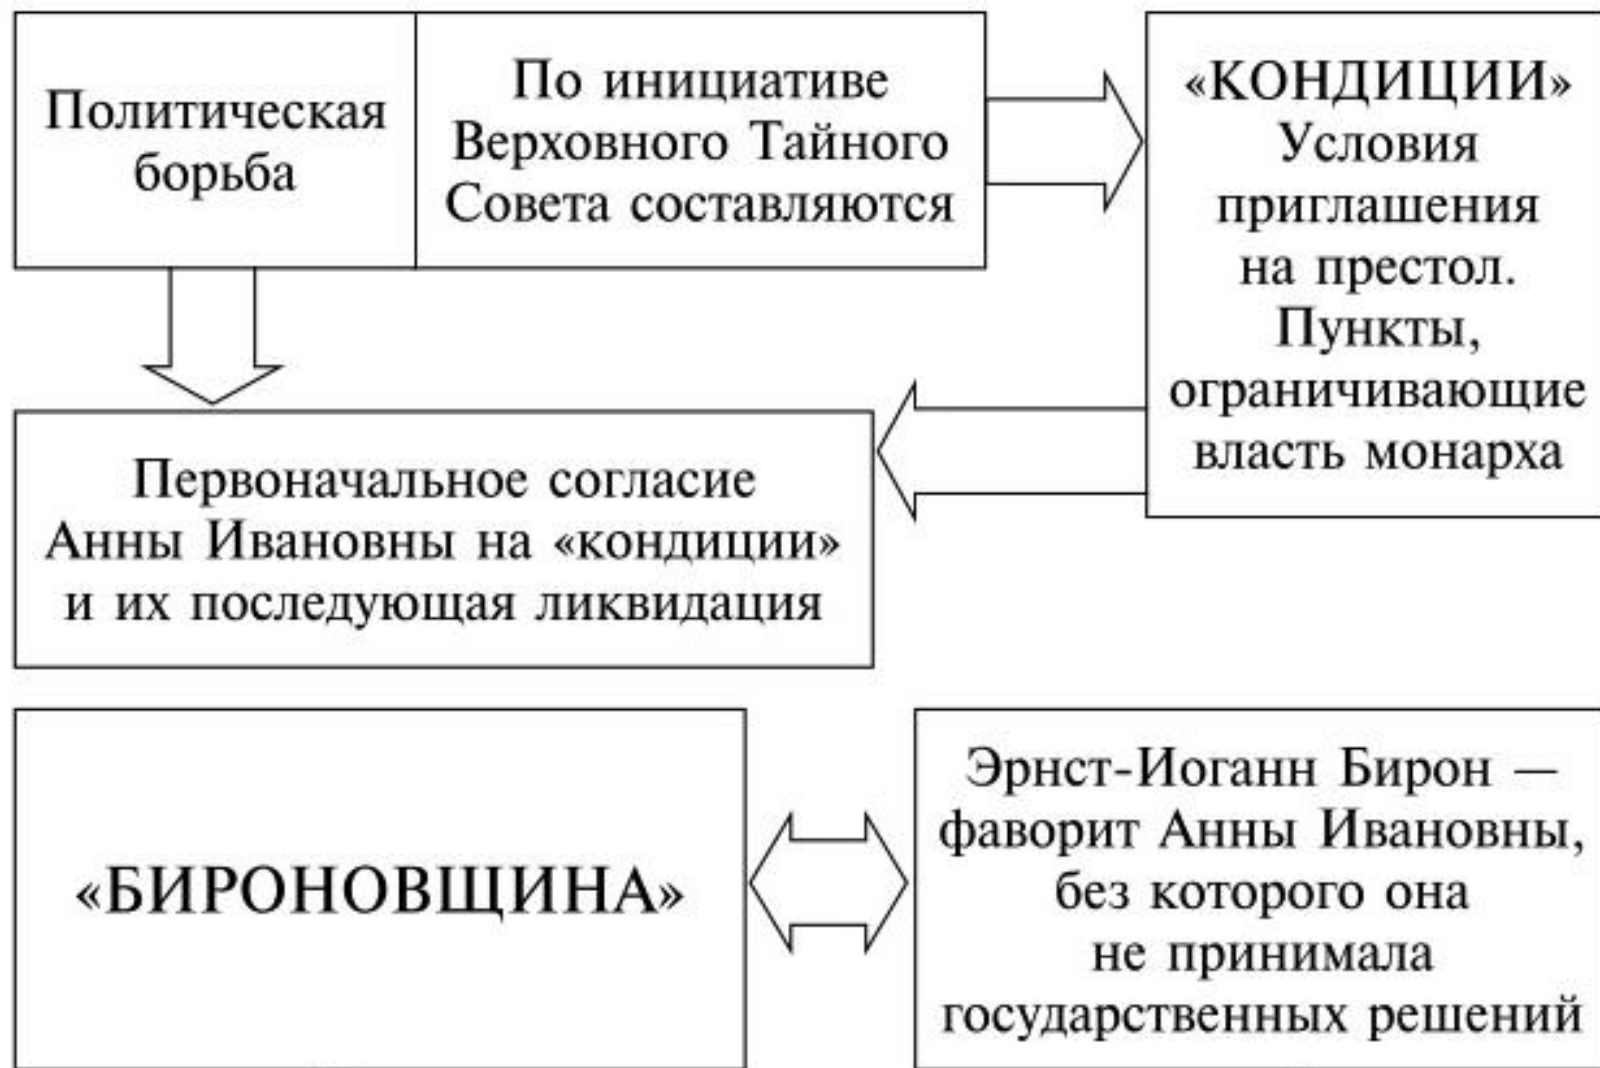 Политическая
борьба
По инициативе
Верховного Тайного
Совета составляются
«КОНДИЦИИ»
Условия
приглашения
на престол.
Пункты,
ограничивающие
власть монарха
Первоначальное согласие
Анны Ивановны на «кондиции»
и их последующая ликвидация
«БИРОНОВЩИНА»
Эрнст-Иоганн Бирон —
фаворит Анны Ивановны,
без которого она
не принимала
государственных решений